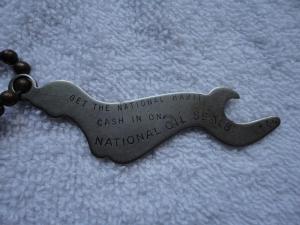 GET THE NATIONAL HABIT
CASH IN ON
NATIONAL OIL SEALS